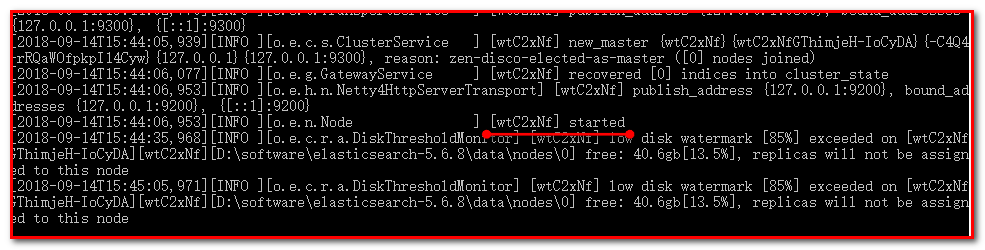 {127.0.0.1:9300}, {[::1]:9300}
[2018-09-14T15:44:05,939][INFO ][o.e.c.s.ClusterService   ] [wtC2xNf] new_master {wtC2xNf}{wtC2xNfGThimjeH-IoCyDA}{-C4Q4
-rRQaWOfpkpI14Cyw}{127.0.0.1}{127.0.0.1:9300}, reason: zen-disco-elected-as-master ([0] nodes joined)
[2018-09-14T15:44:06,077][INFO ][o.e.g.GatewayService     ] [wtC2xNf] recovered [0] indices into cluster_state
[2018-09-14T15:44:06,953][INFO ][o.e.h.n.Netty4HttpServerTransport] [wtC2xNf] publish_address {127.0.0.1:9200}, bound_ad
dresses {127.0.0.1:9200}, {[::1]:9200}
[2018-09-14T15:44:06,953][INFO ][o.e.n.Node               ] [wtC2xNf] started
[2018-09-14T15:44:35,968][INFO ][o.e.c.r.a.DiskThresholdMonitor] [wtC2xNf] low disk watermark [85%] exceeded on [wtC2xNf
GThimjeH-IoCyDA][wtC2xNf][D:\software\elasticsearch-5.6.8\data\nodes\0] free: 40.6gb[13.5%], replicas will not be assign
ed to this node
[2018-09-14T15:45:05,971][INFO ][o.e.c.r.a.DiskThresholdMonitor] [wtC2xNf] low disk watermark [85%] exceeded on [wtC2xNf
GThimjeH-IoCyDA][wtC2xNf][D:\software\elasticsearch-5.6.8\data\nodes\0] free: 40.6gb[13.5%], replicas will not be assign
ed to this node